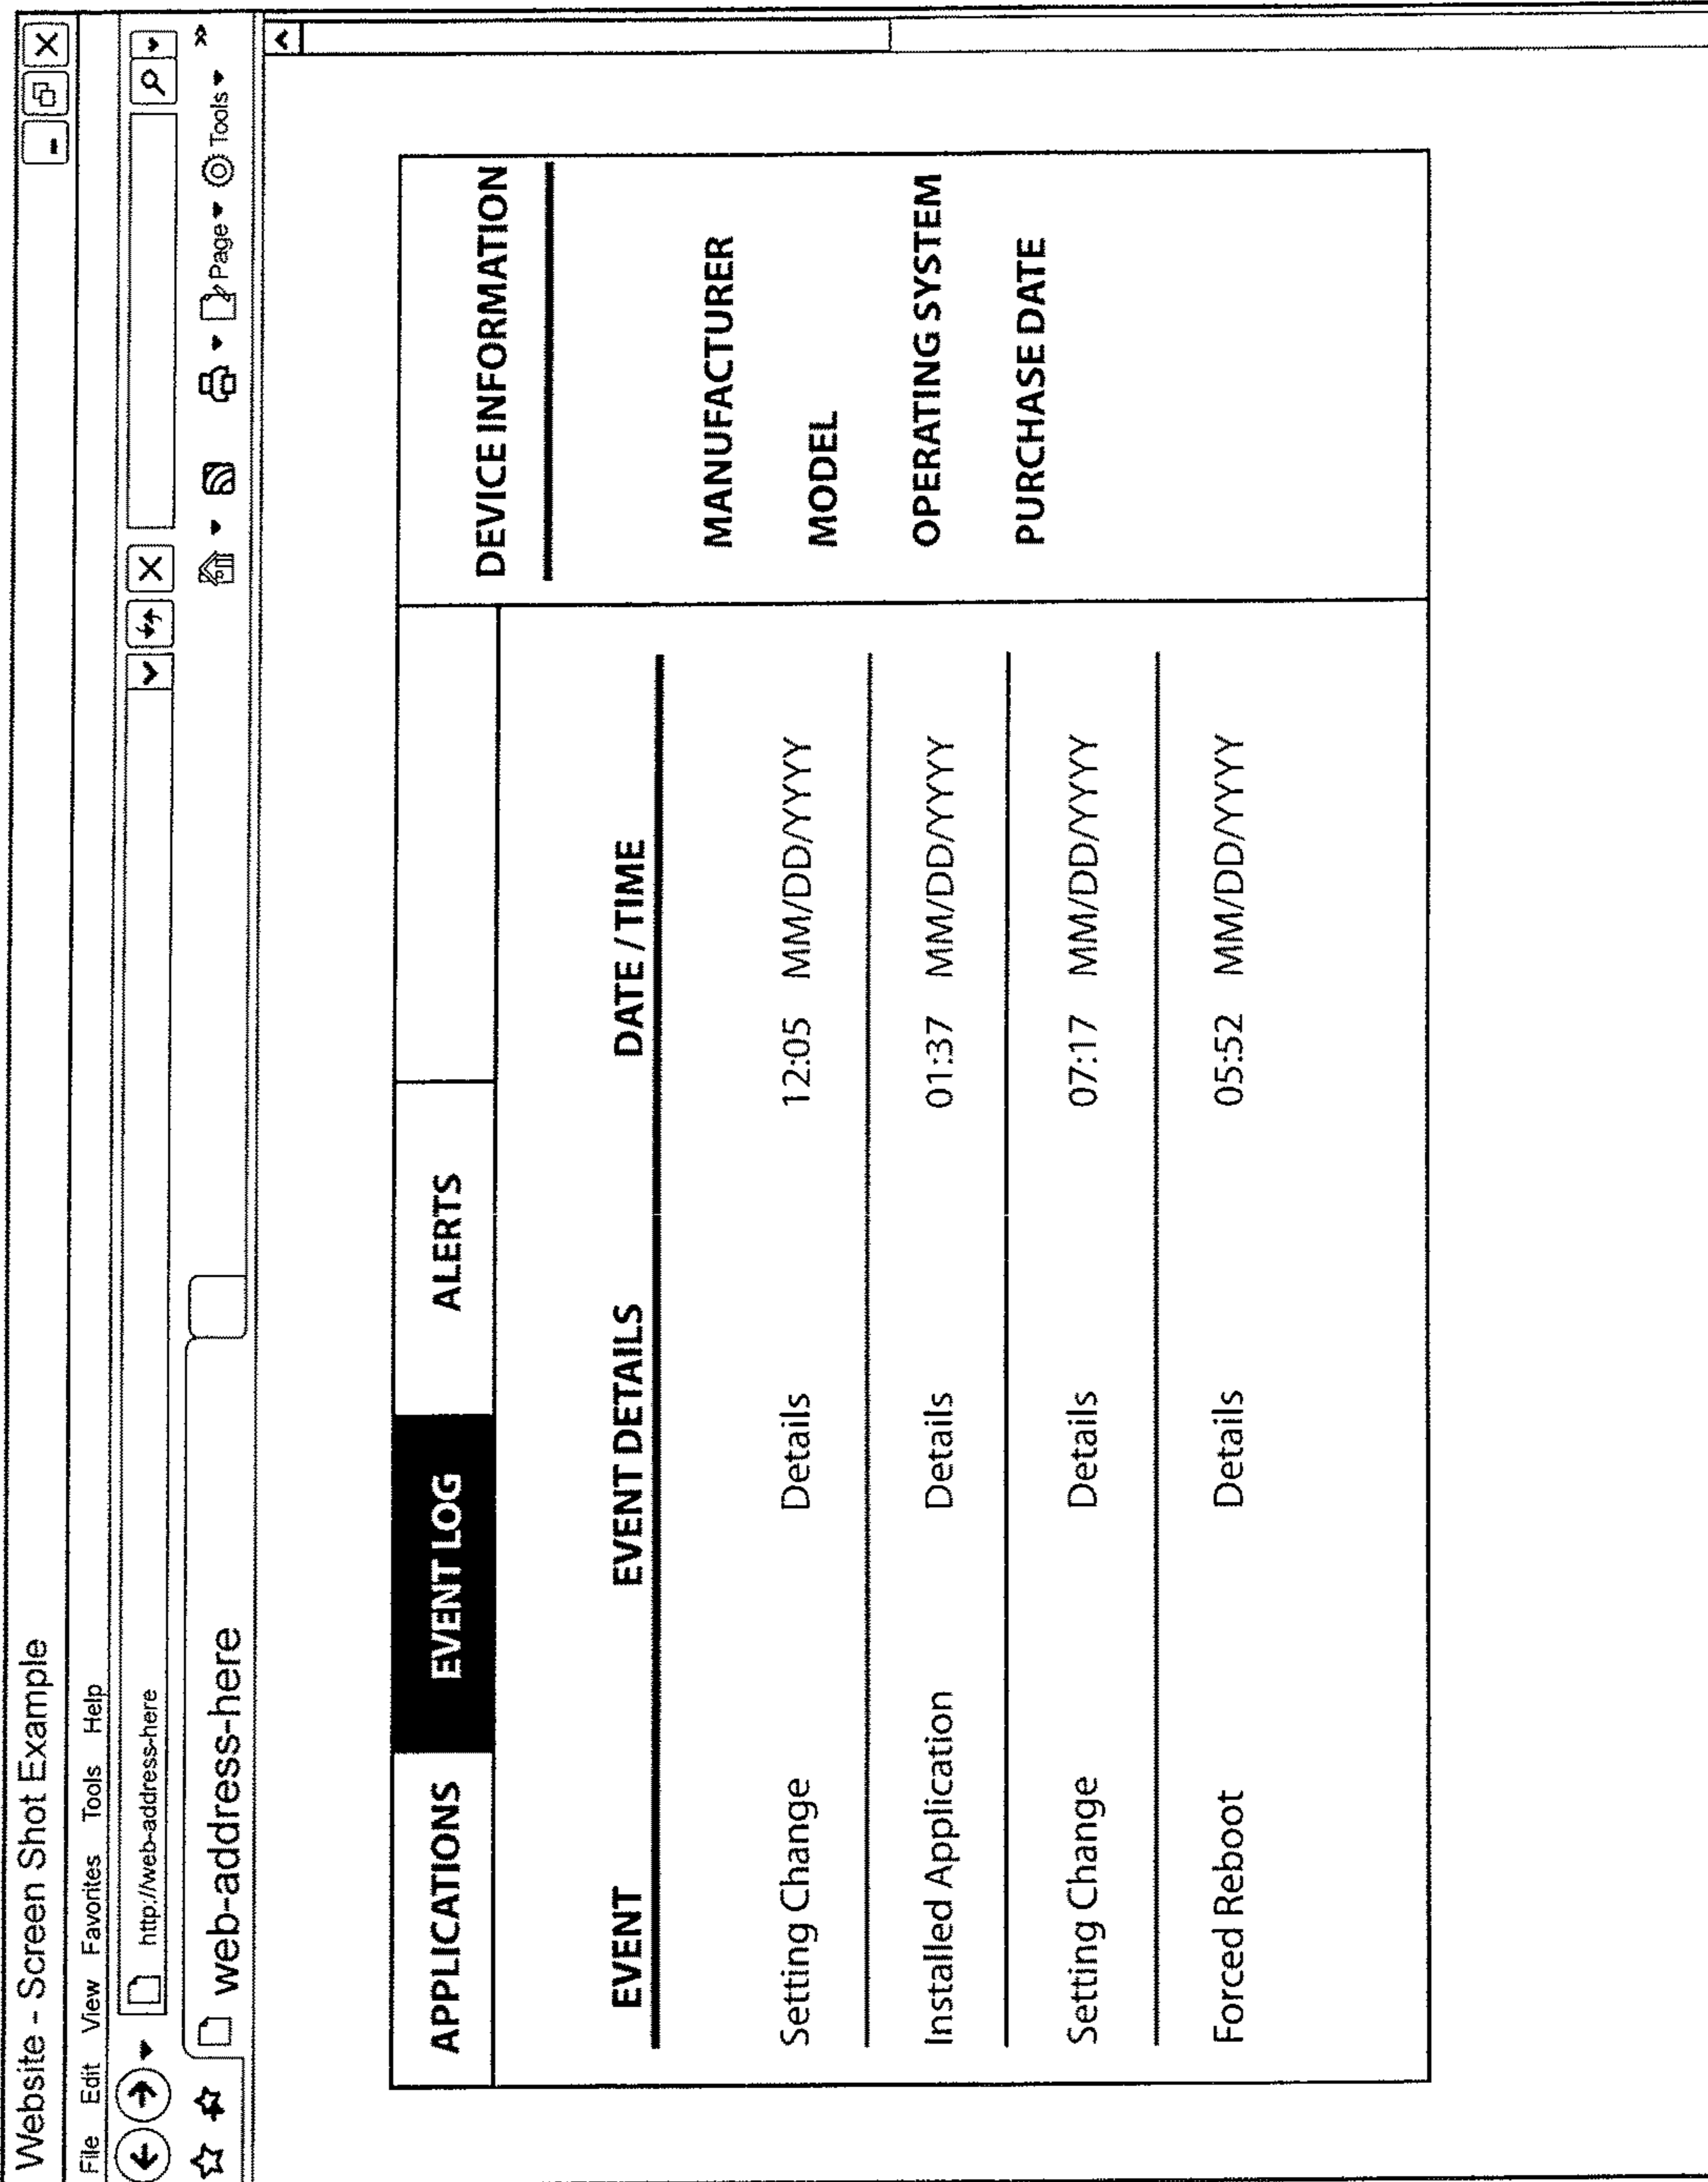 Website - Screen Shot Example
File Edit View Favorites Tools Help
http://web-address-here
web-address-here
Page Tools
APPLICATIONS EVENT LOG ALERTS
DEVICE INFORMATION
EVENT EVENT DETAILS DATE / TIME
Setting Change Details 12:05 MM/DD/YYYY
Installed Application Details 01:37 MM/DD/YYYY
Setting Change Details 07:17 MM/DD/YYYY
Forced Reboot Details 05:52 MM/DD/YYYY
MANUFACTURER
MODEL
OPERATING SYSTEM
PURCHASE DATE